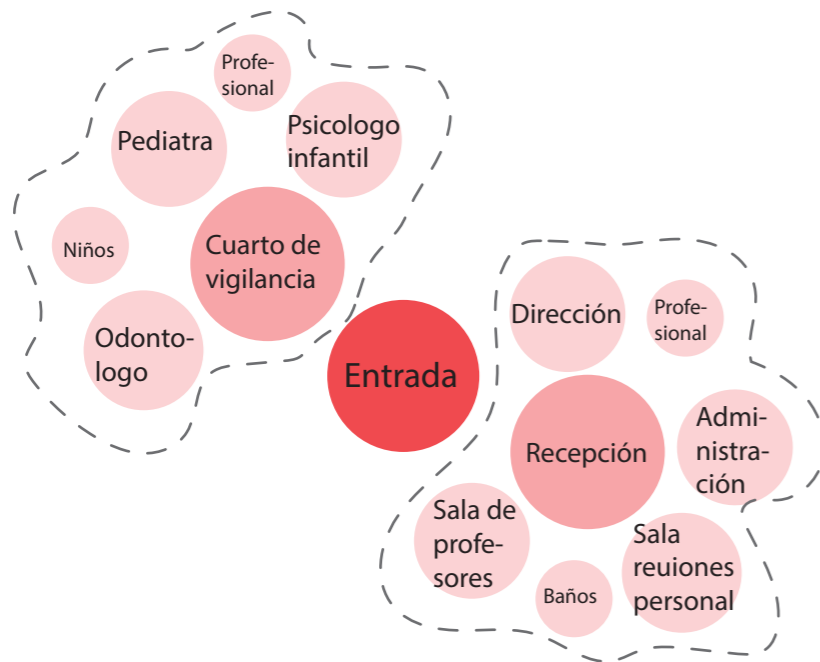 Profe-
sional
Pediatra
Psicologo
infantil
Niños
Cuarto de
vigilancia
Odonto-
logo
Entrada
Dirección
Profe-
sional
Recepción
Admi-
nistra-
ción
Sala de
profe-
sores
Baños
Sala
reuiones
personal